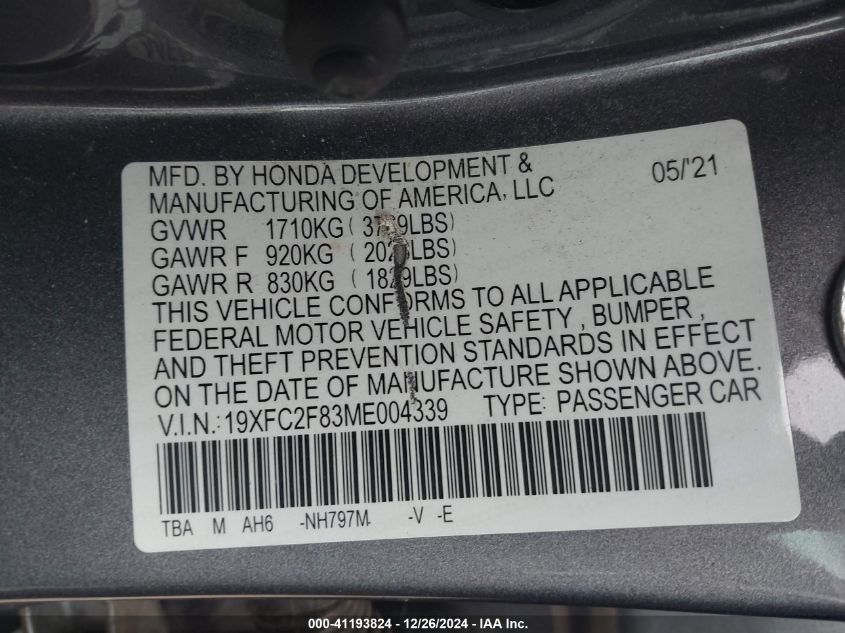 MFD. BY HONDA DEVELOPMENT & 05/'21
MANUFACTURING OF AMERICA, LLC
GVWR 1710KG
GAWR F 920KG
GAWR R 830KG ( 1829LBS)
THIS VEHICLE CONFORMS TO ALL APPLICABLE
FEDERAL MOTOR VEHICLE SAFETY , BUMPER ,
AND THEFT PREVENTION STANDARDS IN EFFECT
ON THE DATE OF MANUFACTURE SHOWN ABOVE.
V.I.N.: 19XFC2F83ME004339 TYPE: PASSENGER CAR
TBA M AH6 -NH797M -V -E
000-41193824 - 12/26/2024 - IAA Inc.